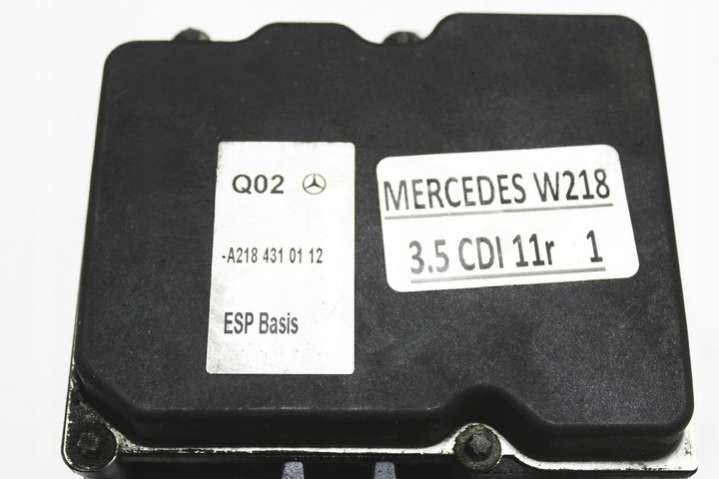 Q02
-A218 431 01 12
ESP Basis
MERCEDES W218
3.5 CDI 11r 1